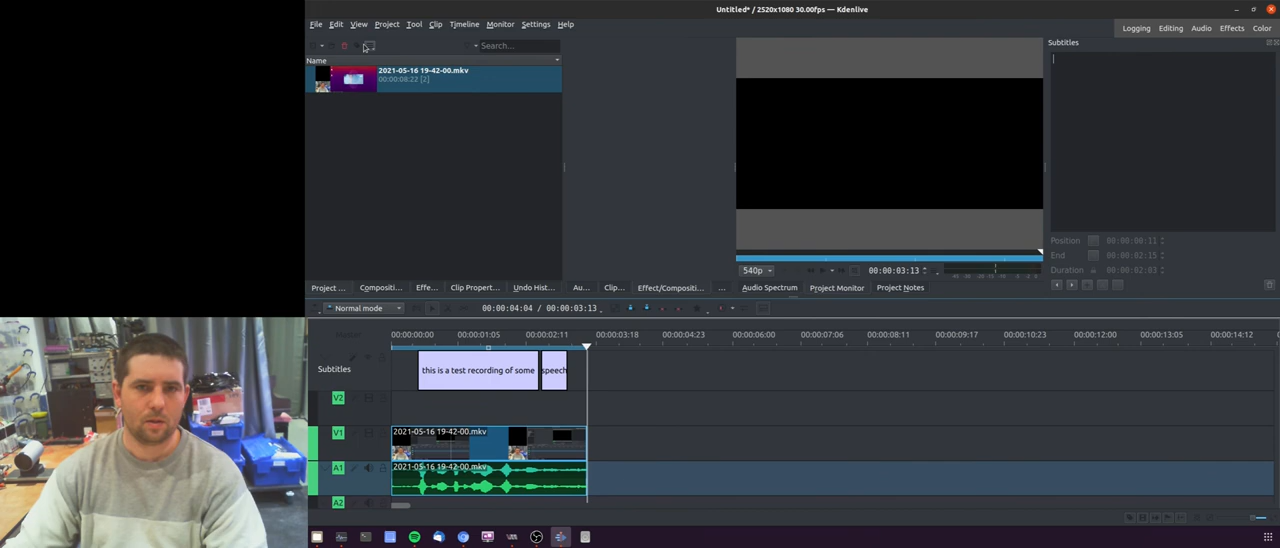 Untitled* / 2520x1080 30.00fps — Kdenlive
File Edit View Project Tool Clip Timeline Monitor Settings Help
Logging Editing Audio Effects Color
Search...
Name
2021-05-16 19-42-00.mkv
00:00:08:22 [2]
Subtitles
Position 00:00:00:11
End 00:00:02:15
Duration 00:00:02:03
540p 00:00:03:13
Project ... Compositi... Effe... Clip Propert... Undo Hist... Au... Clip... Effect/Compositi... ... Audio Spectrum Project Monitor Project Notes
Normal mode 00:00:04:04 / 00:00:03:13
00:00:00:00 00:00:01:05 00:00:02:11 00:00:03:18 00:00:04:23 00:00:06:00 00:00:07:06 00:00:08:11 00:00:09:17 00:00:10:23 00:00:12:00 00:00:13:05 00:00:14:12
Subtitles this is a test recording of some speech
V2
V1 2021-05-16 19-42-00.mkv
A1 2021-05-16 19-42-00.mkv
A2